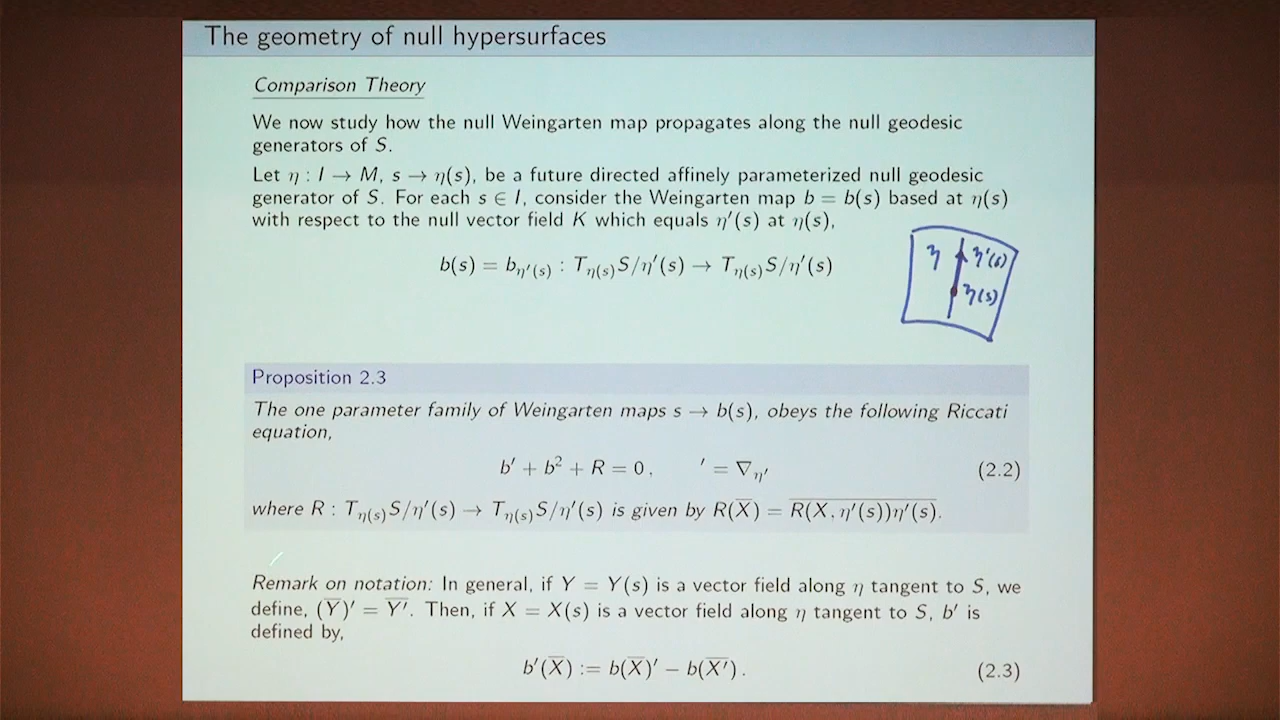 The geometry of null hypersurfaces
Comparison Theory
We now study how the null Weingarten map propagates along the null geodesic
generators of S.
Let η : I → M, s → η(s), be a future directed affinely parameterized null geodesic
generator of S. For each s ∈ I, consider the Weingarten map b = b(s) based at η(s)
with respect to the null vector field K which equals η′(s) at η(s),
b(s) = b_{η′(s)} : T_{η(s)}S/η′(s) → T_{η(s)}S/η′(s)
η η′(s)
η(s)
Proposition 2.3
The one parameter family of Weingarten maps s → b(s), obeys the following Riccati
equation,
b′ + b² + R = 0 , ′ = ∇_{η′} (2.2)
where R : T_{η(s)}S/η′(s) → T_{η(s)}S/η′(s) is given by R(X̅) = \overline{R(X, η′(s))η′(s)}.
Remark on notation: In general, if Y = Y(s) is a vector field along η tangent to S, we
define, (Y̅)′ = \overline{Y′}. Then, if X = X(s) is a vector field along η tangent to S, b′ is
defined by,
b′(X̅) := b(X̅)′ − b(\overline{X′}) . (2.3)